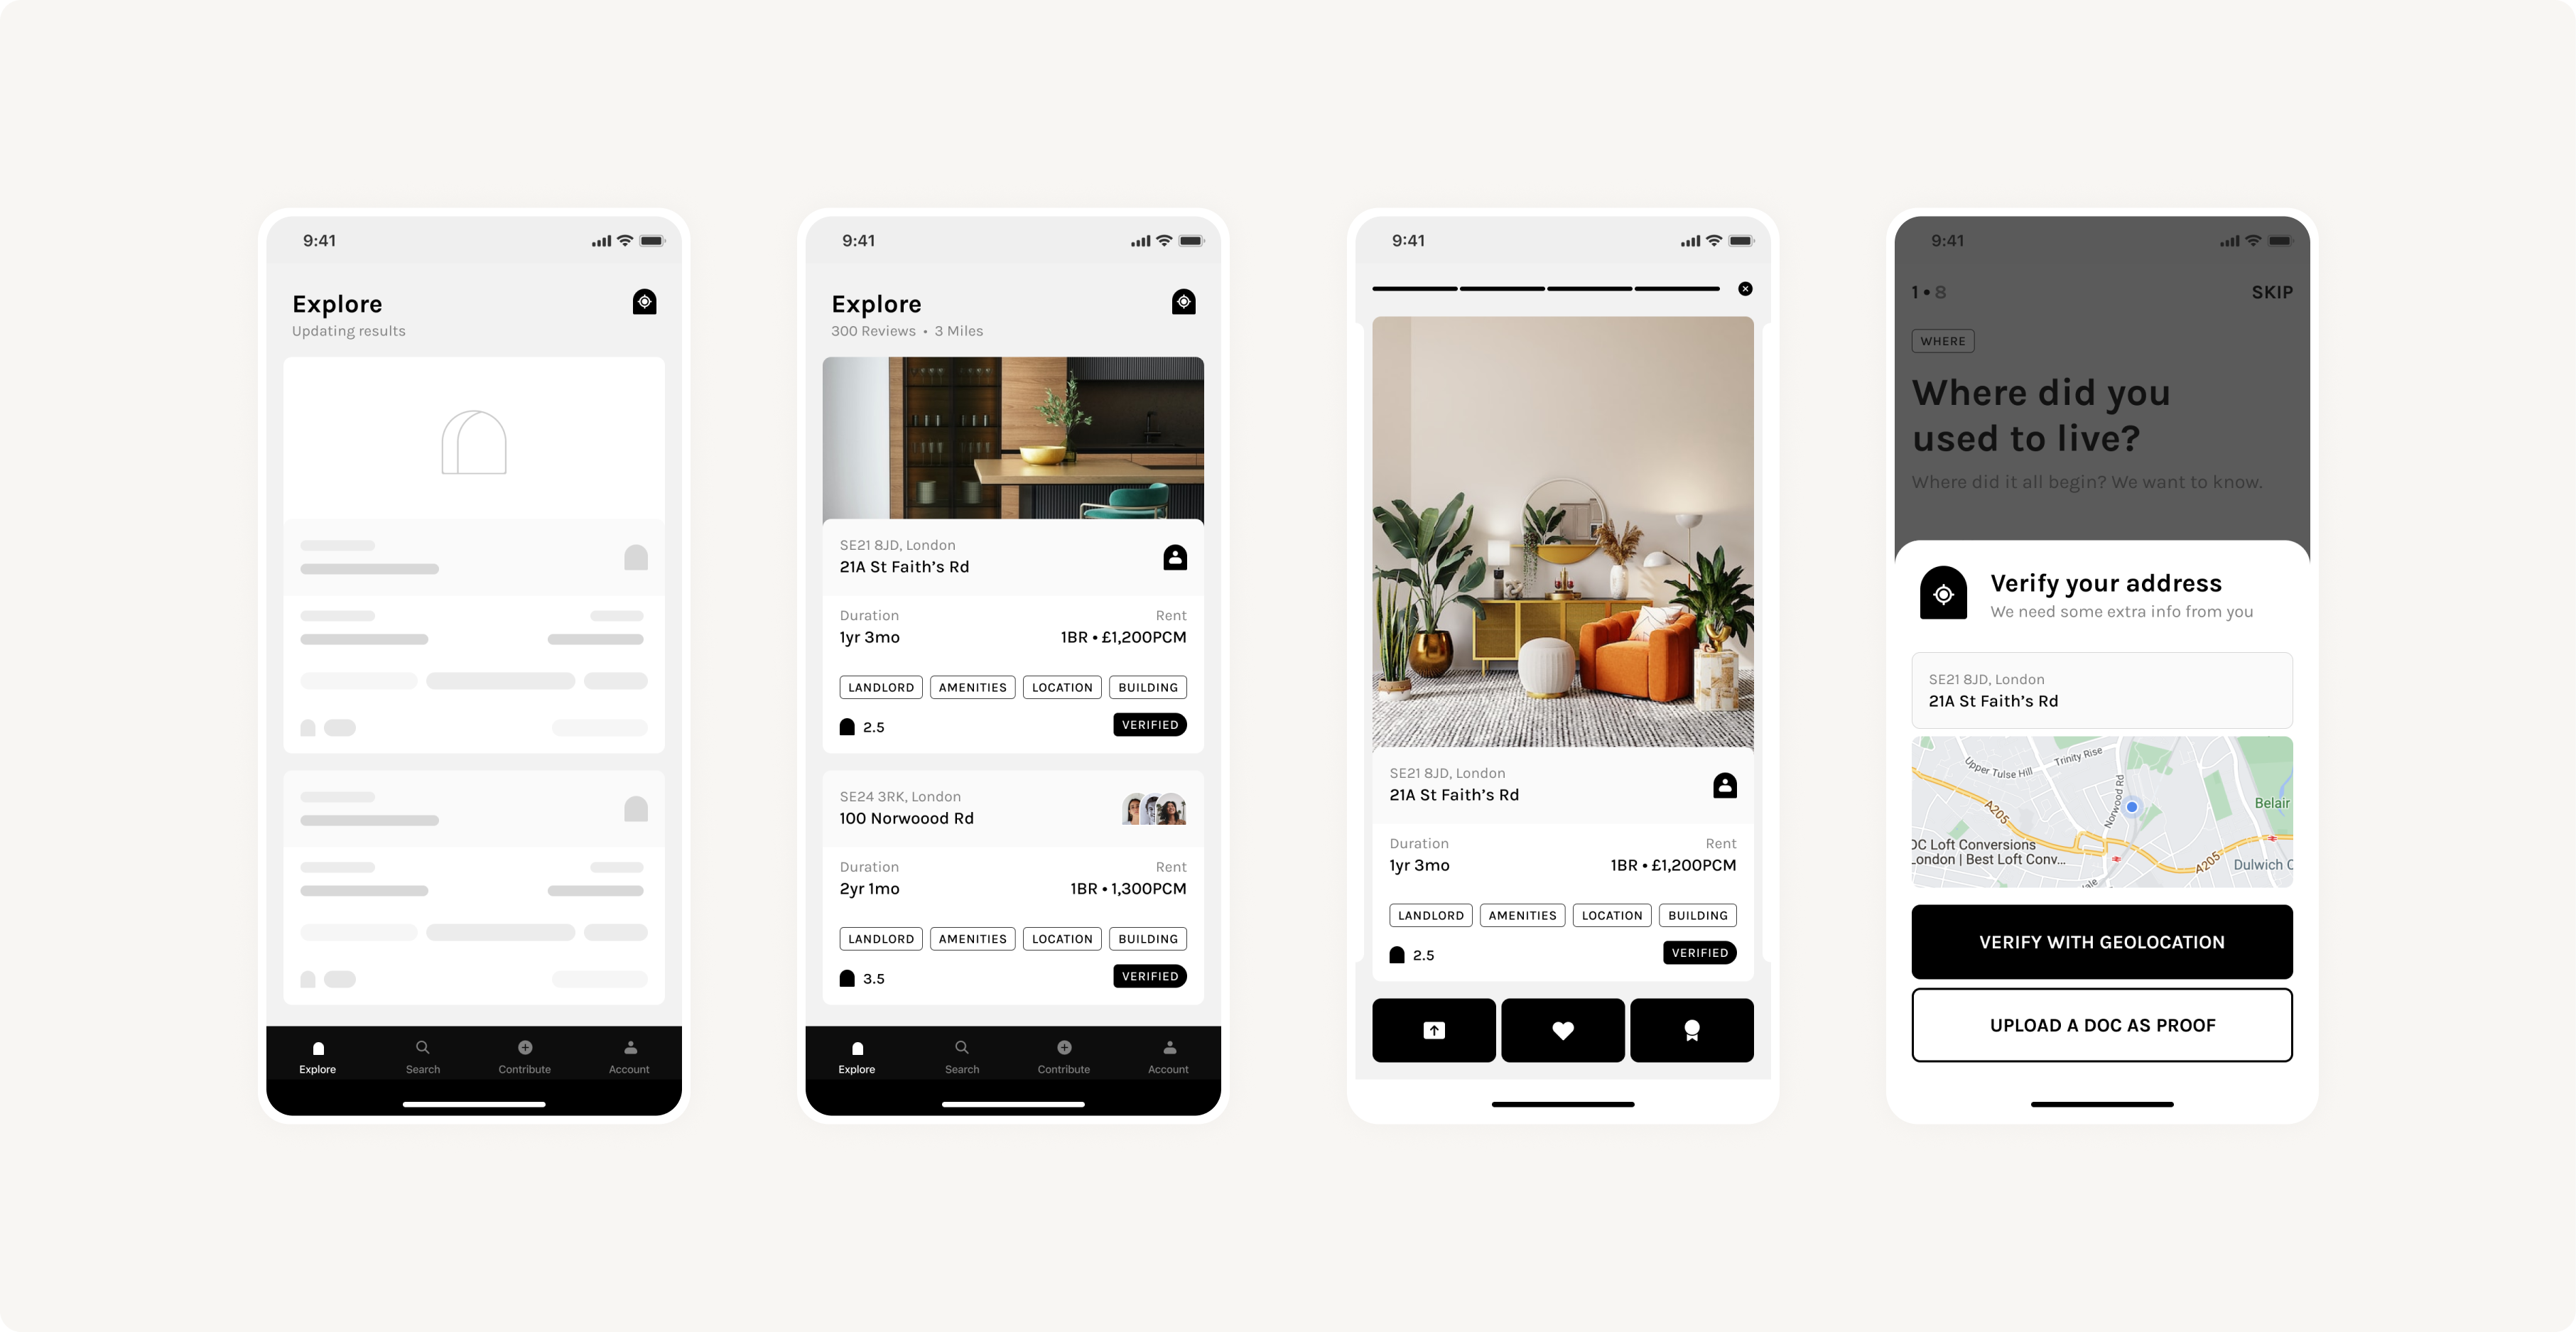 9:41
Explore
Updating results
Explore
Search
Contribute
Account
9:41
Explore
300 Reviews • 3 Miles
SE21 8JD, London
21A St Faith’s Rd
Duration Rent
1yr 3mo 1BR • £1,200PCM
LANDLORD AMENITIES LOCATION BUILDING
2.5 VERIFIED
SE24 3RK, London
100 Norwoood Rd
Duration Rent
2yr 1mo 1BR • 1,300PCM
LANDLORD AMENITIES LOCATION BUILDING
3.5 VERIFIED
Explore
Search
Contribute
Account
9:41
SE21 8JD, London
21A St Faith’s Rd
Duration Rent
1yr 3mo 1BR • £1,200PCM
LANDLORD AMENITIES LOCATION BUILDING
2.5 VERIFIED
9:41
1 • 8 SKIP
WHERE
Where did you
used to live?
Where did it all begin? We want to know.
Verify your address
We need some extra info from you
SE21 8JD, London
21A St Faith’s Rd
Upper Tulse Hill
Trinity Rise
Norwood Rd
A205
Belair
DC Loft Conversions
London | Best Loft Conv...
A205
Dulwich C
VERIFY WITH GEOLOCATION
UPLOAD A DOC AS PROOF